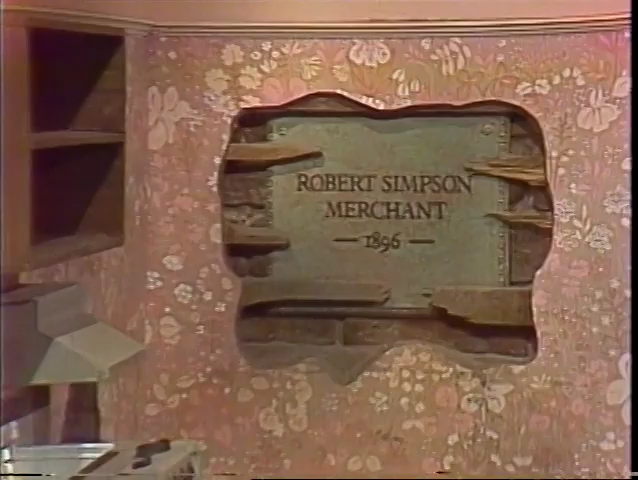 ROBERT SIMPSON
MERCHANT
— 1896 —